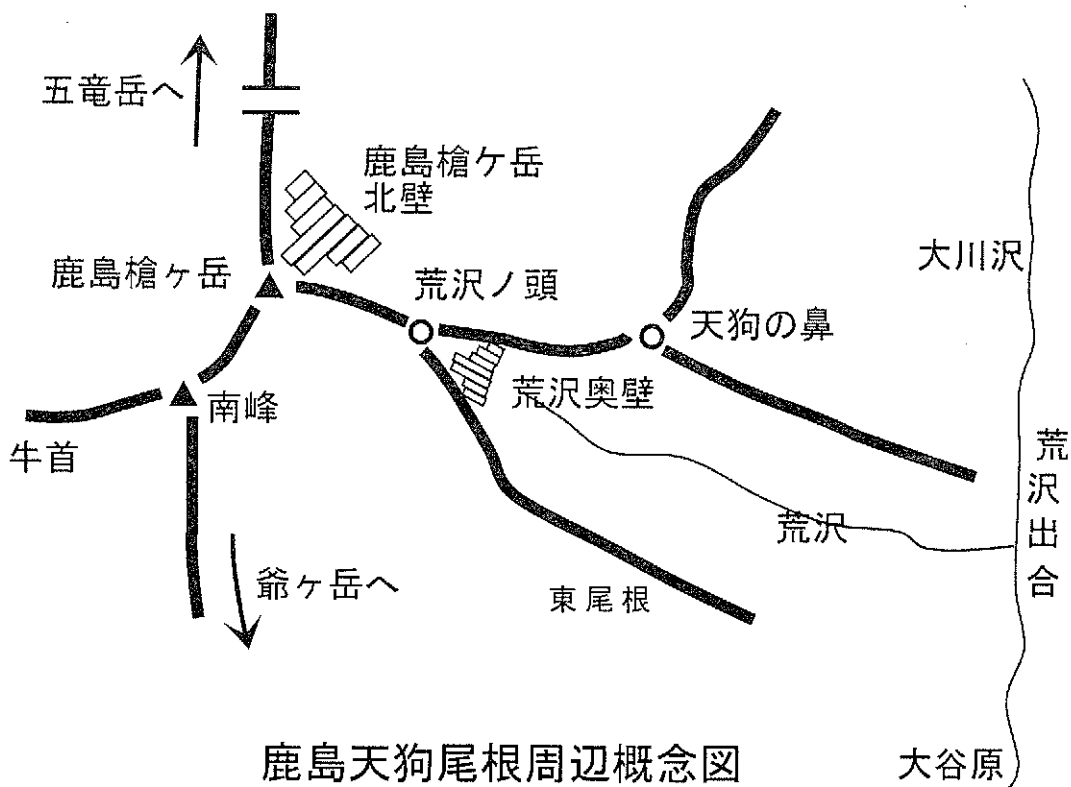 五竜岳へ
鹿島槍ケ岳
北壁
鹿島槍ヶ岳
荒沢ノ頭
大川沢
天狗の鼻
南峰
荒沢奥壁
牛首
荒沢出合
荒沢
爺ヶ岳へ
東尾根
鹿島天狗尾根周辺概念図
大谷原